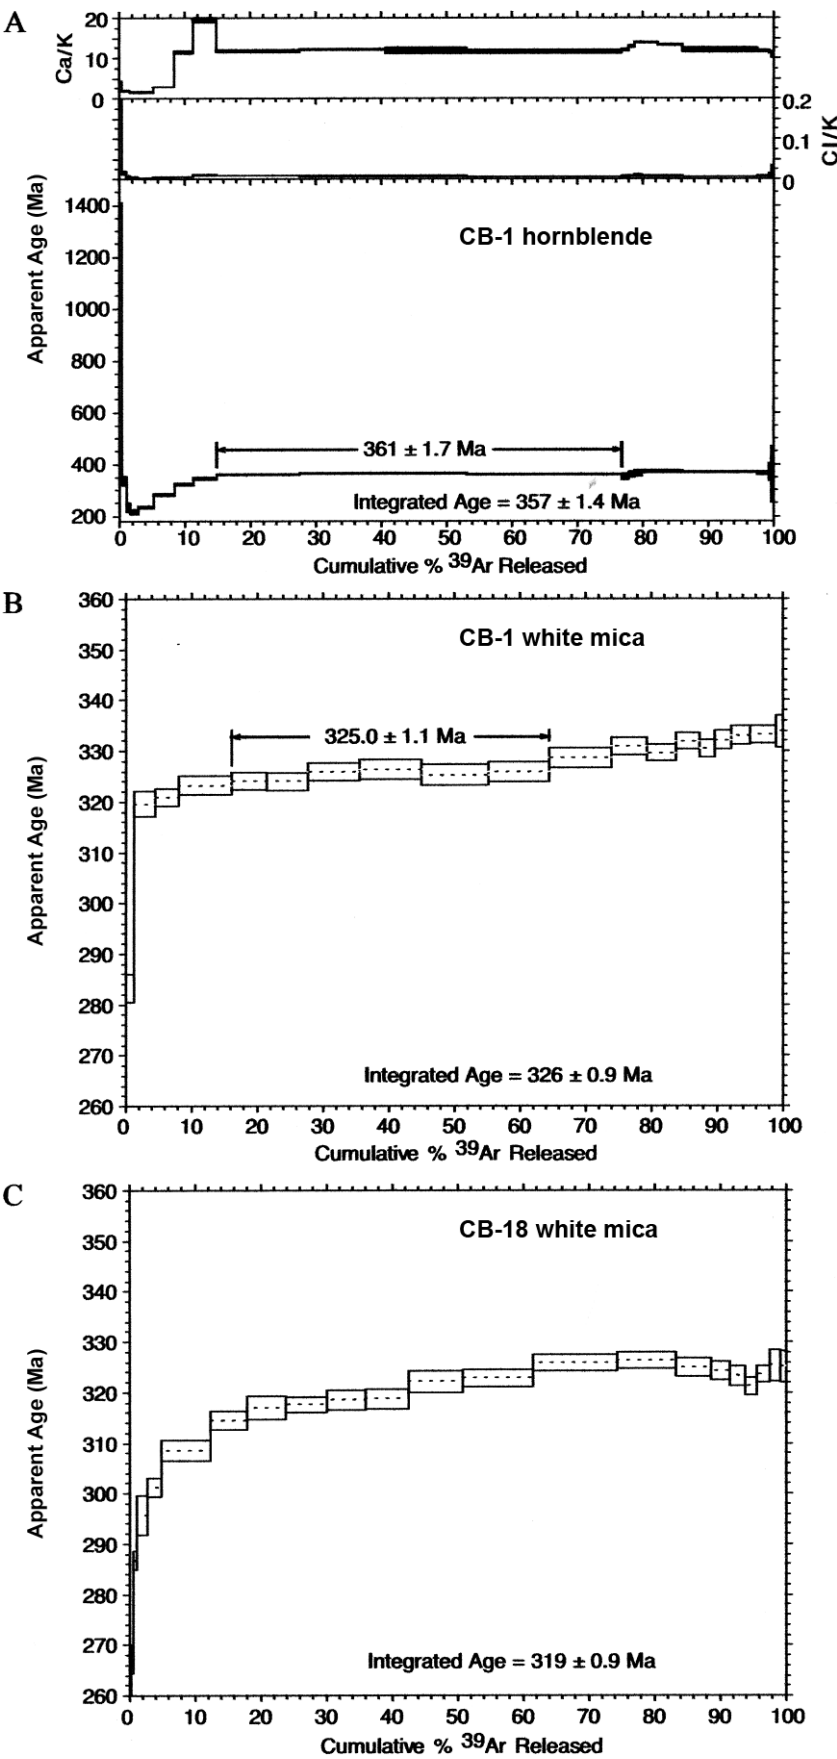 A
20
10
0
Ca/K
0.2
0.1
0
Cl/K
Apparent Age (Ma)
1400
1200
1000
800
600
400
200
CB-1 hornblende
361 ± 1.7 Ma
Integrated Age = 357 ± 1.4 Ma
0 10 20 30 40 50 60 70 80 90 100
Cumulative % 39Ar Released
B
360
350
340
330
320
310
300
290
280
270
260
Apparent Age (Ma)
CB-1 white mica
325.0 ± 1.1 Ma
Integrated Age = 326 ± 0.9 Ma
0 10 20 30 40 50 60 70 80 90 100
Cumulative % 39Ar Released
C
360
350
340
330
320
310
300
290
280
270
260
Apparent Age (Ma)
CB-18 white mica
Integrated Age = 319 ± 0.9 Ma
0 10 20 30 40 50 60 70 80 90 100
Cumulative % 39Ar Released